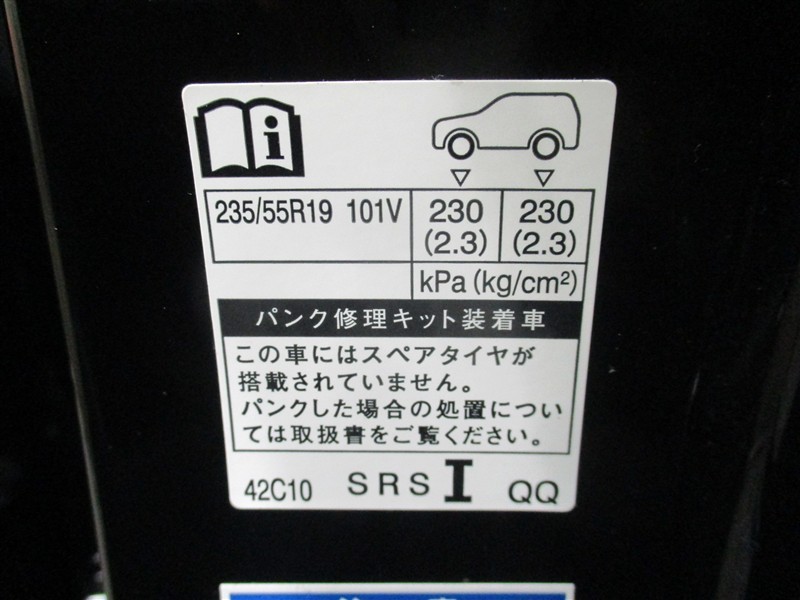 i
235/55R19 101V 230 230
(2.3) (2.3)
kPa (kg/cm²)
パンク修理キット装着車
この車にはスペアタイヤが
搭載されていません。
パンクした場合の処置につい
ては取扱書をご覧ください。
42C10 SRS I QQ